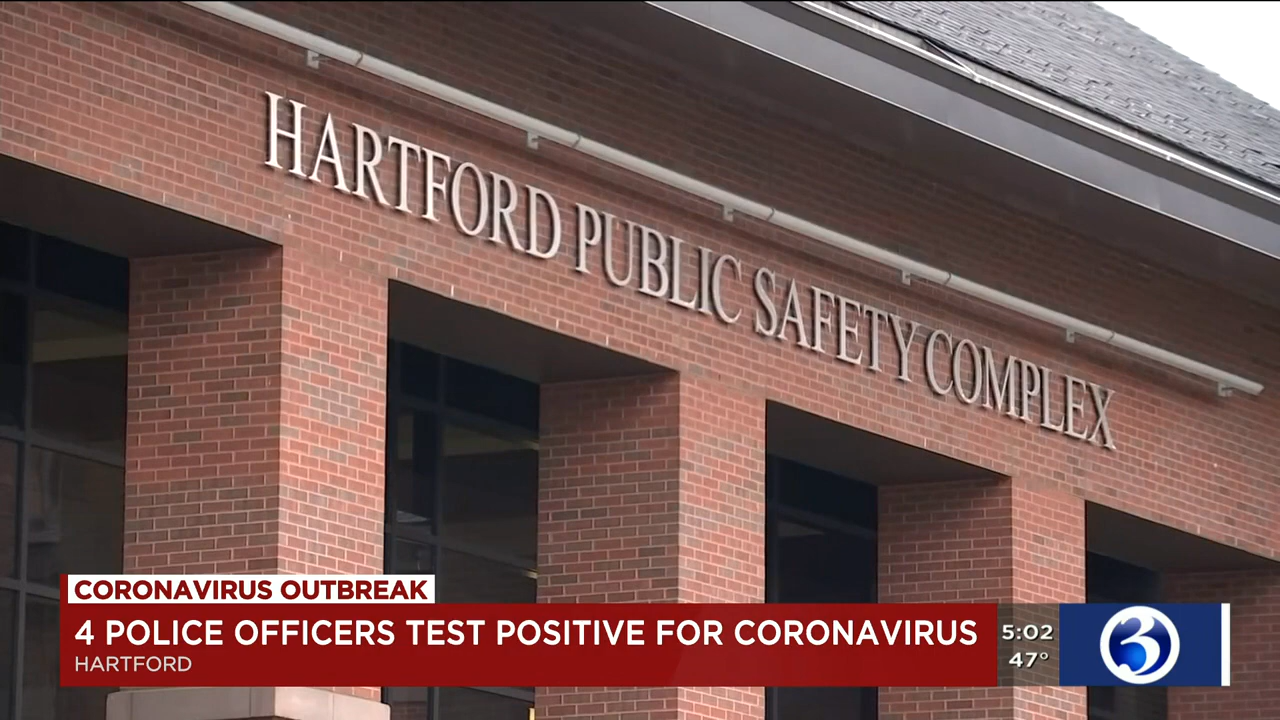 HARTFORD PUBLIC SAFETY COMPLEX
CORONAVIRUS OUTBREAK
4 POLICE OFFICERS TEST POSITIVE FOR CORONAVIRUS
HARTFORD
5:02
47°
3